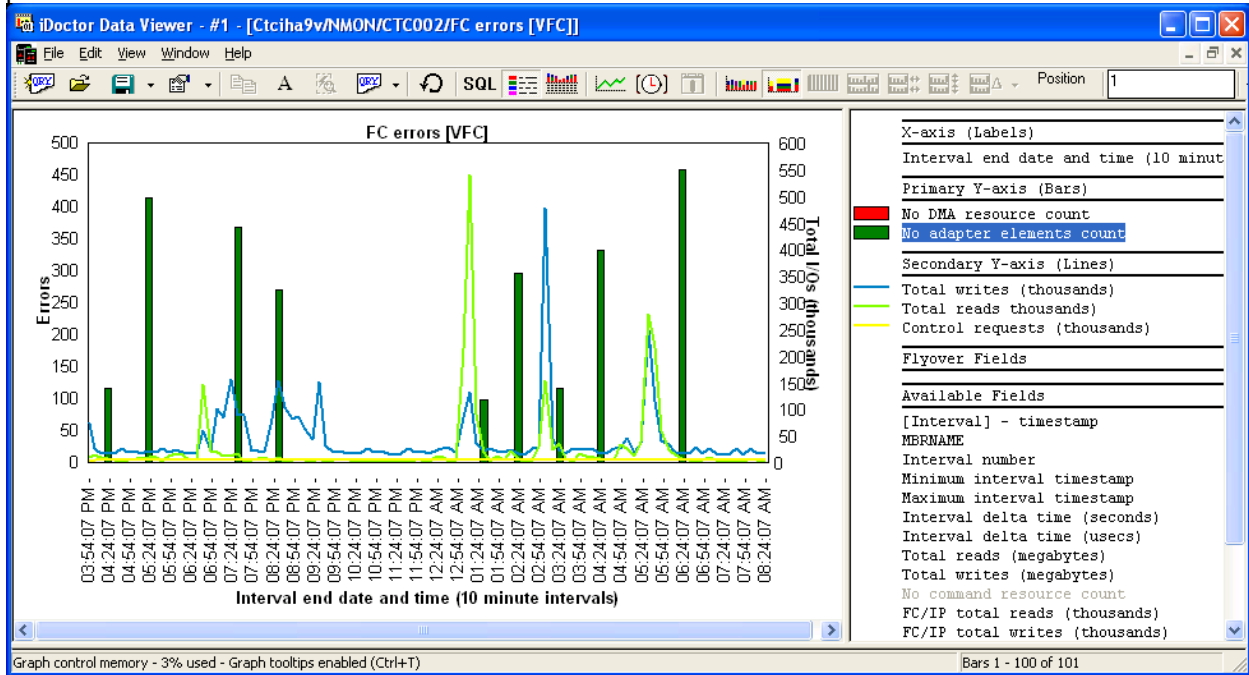 iDoctor Data Viewer - #1 - [Ctciha9v/NMON/CTC002/FC errors [VFC]]
File Edit View Window Help
QRY A QRY SQL Position 1
FC errors [VFC]
500
450
400
350
300
250
200
150
100
50
0
Errors
600
550
500
450
400
350
300
250
200
150
100
50
0
Total I/Os (thousands)
03:54:07 PM -
04:24:07 PM -
04:54:07 PM -
05:24:07 PM -
05:54:07 PM -
06:24:07 PM -
06:54:07 PM -
07:24:07 PM -
07:54:07 PM -
08:24:07 PM -
08:54:07 PM -
09:24:07 PM -
09:54:07 PM -
10:24:07 PM -
10:54:07 PM -
11:24:07 PM -
11:54:07 PM -
12:24:07 AM -
12:54:07 AM -
01:24:07 AM -
01:54:07 AM -
02:24:07 AM -
02:54:07 AM -
03:24:07 AM -
03:54:07 AM -
04:24:07 AM -
04:54:07 AM -
05:24:07 AM -
05:54:07 AM -
06:24:07 AM -
06:54:07 AM -
07:24:07 AM -
07:54:07 AM -
08:24:07 AM -
Interval end date and time (10 minute intervals)
X-axis (Labels)
Interval end date and time (10 minut
Primary Y-axis (Bars)
No DMA resource count
No adapter elements count
Secondary Y-axis (Lines)
Total writes (thousands)
Total reads thousands)
Control requests (thousands)
Flyover Fields
Available Fields
[Interval] - timestamp
MBRNAME
Interval number
Minimum interval timestamp
Maximum interval timestamp
Interval delta time (seconds)
Interval delta time (usecs)
Total reads (megabytes)
Total writes (megabytes)
No command resource count
FC/IP total reads (thousands)
FC/IP total writes (thousands)
Graph control memory - 3% used - Graph tooltips enabled (Ctrl+T)
Bars 1 - 100 of 101